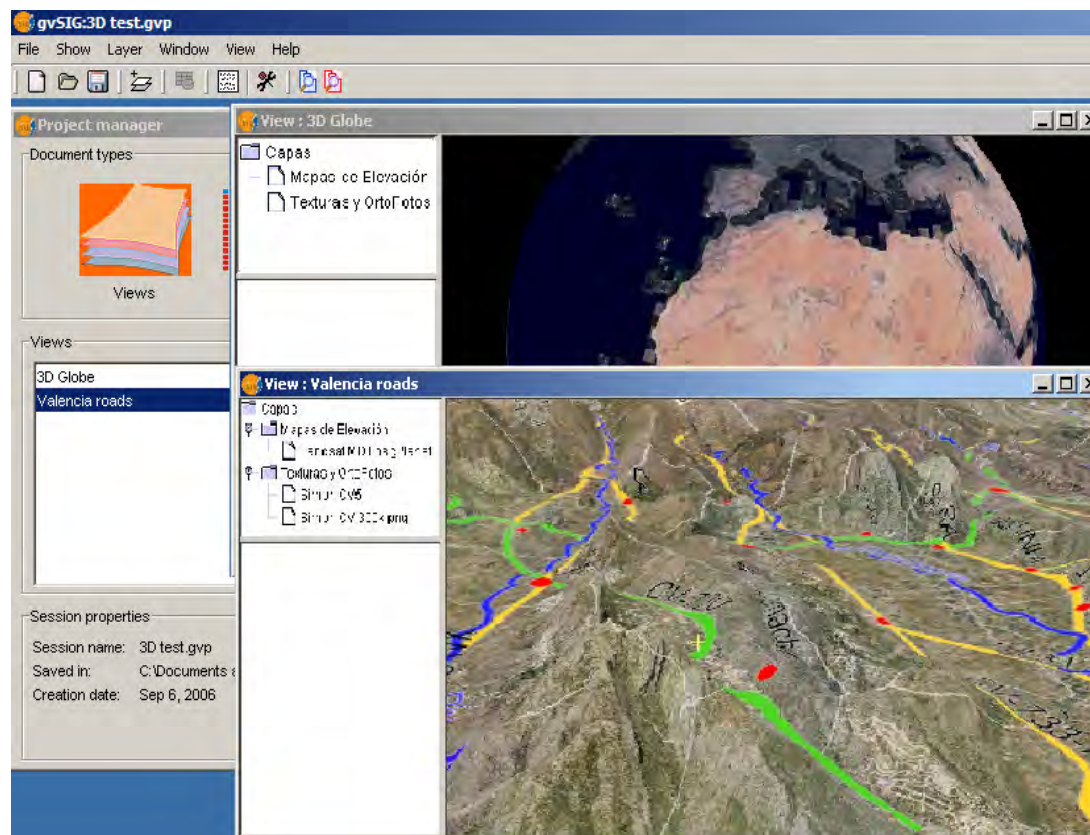 gvSIG:3D test.gvp
File Show Layer Window View Help
Project manager
Document types
Views
Views
3D Globe
Valencia roads
Session properties
Session name: 3D test.gvp
Saved in: C:\Documents
Creation date: Sep 6, 2006
View : 3D Globe
Capas
Mapas de Elevación
Texturas y OrtoFotos
View : Valencia roads
Capas
Mapas de Elevación
Texturas y OrtoFotos